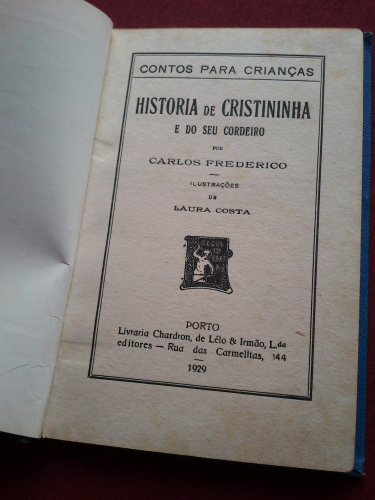 CONTOS PARA CRIANÇAS
HISTORIA DE CRISTININHA
E DO SEU CORDEIRO
POR
CARLOS FREDERICO
ILUSTRAÇÕES
DE
LAURA COSTA
PORTO
Livraria Chardron, de Lélo & Irmão, L.da
editores — Rua das Carmelitas, 144
1929